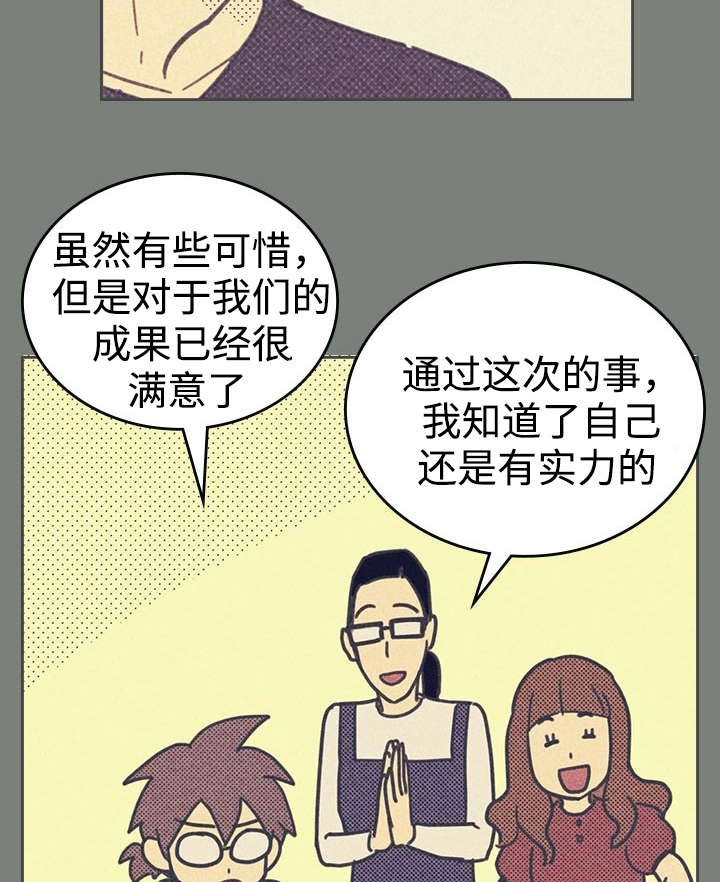 虽然有些可惜，
但是对于我们的
成果已经很
满意了
通过这次的事，
我知道了自己
还是有实力的